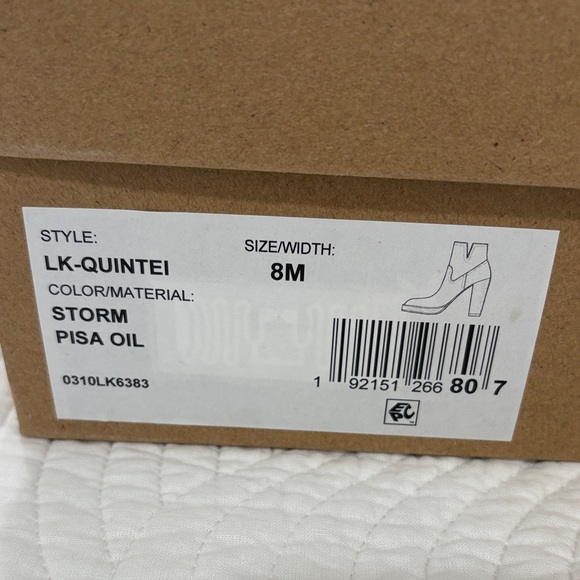 STYLE:
LK-QUINTEI
SIZE/WIDTH:
8M
COLOR/MATERIAL:
STORM
PISA OIL
0310LK6383
1 92151 266 80 7